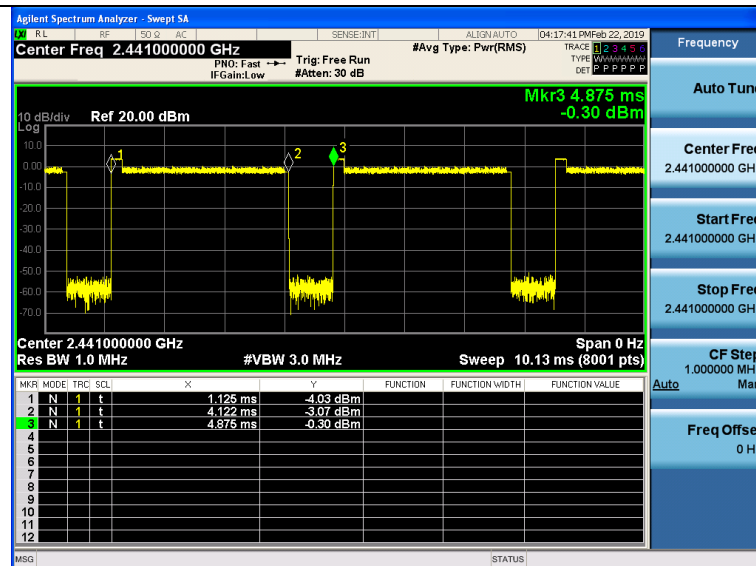 Agilent Spectrum Analyzer - Swept SA
LXI RL RF 50 Ω AC SENSE:INT ALIGN AUTO 04:17:41 PM Feb 22, 2019
Center Freq 2.441000000 GHz
#Avg Type: Pwr(RMS)
TRACE 1 2 3 4 5 6
PNO: Fast Trig: Free Run
TYPE WWWWWW
IFGain:Low #Atten: 30 dB
DET P P P P P P
Frequency
Auto Tune
Mkr3 4.875 ms
10 dB/div Ref 20.00 dBm -0.30 dBm
Log
10.0
0.00
-10.0
-20.0
-30.0
-40.0
-50.0
-60.0
-70.0
1
2
3
Center 2.441000000 GHz Span 0 Hz
Res BW 1.0 MHz #VBW 3.0 MHz Sweep 10.13 ms (8001 pts)
MKR MODE TRC SCL X Y FUNCTION FUNCTION WIDTH FUNCTION VALUE
1 N 1 t 1.125 ms -4.03 dBm
2 N 1 t 4.122 ms -3.07 dBm
3 N 1 t 4.875 ms -0.30 dBm
4
5
6
7
8
9
10
11
12
MSG STATUS
Center Freq
2.441000000 GH
Start Freq
2.441000000 GH
Stop Freq
2.441000000 GH
CF Step
1.000000 MH
Auto Man
Freq Offse
0 H